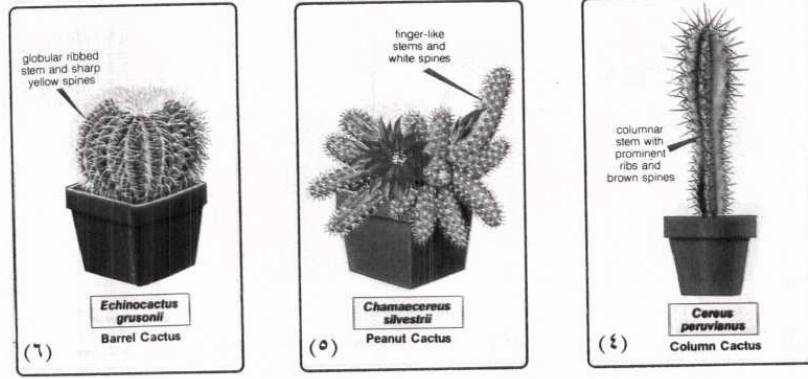 globular ribbed
stem and sharp
yellow spines
Echinocactus
grusonii
Barrel Cactus
(٦)
finger-like
stems and
white spines
Chamaecereus
silvestrii
Peanut Cactus
(٥)
columnar
stem with
prominent
ribs and
brown spines
Cereus
peruvianus
Column Cactus
(٤)